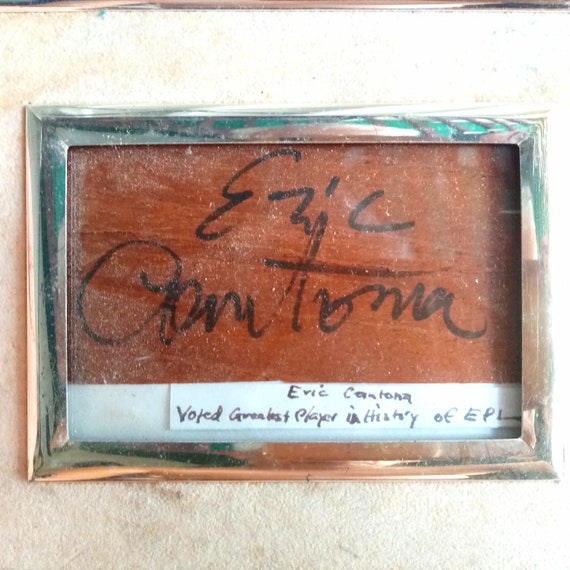 Eric
Cantona
Eric Cantona
Voted Greatest Player in History of EPL